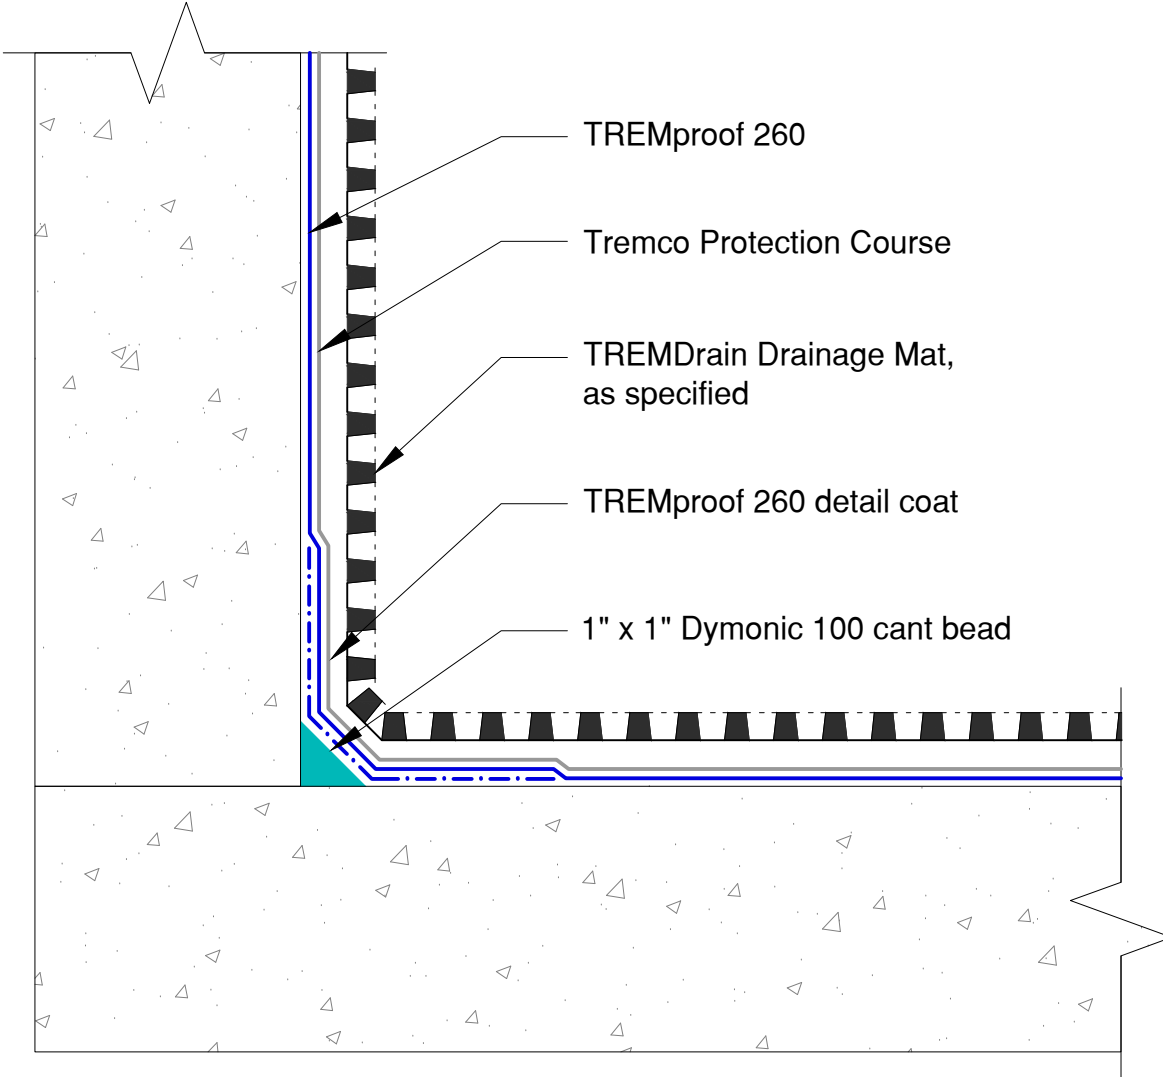 TREMproof 260
Tremco Protection Course
TREMDrain Drainage Mat,
as specified
TREMproof 260 detail coat
1" x 1" Dymonic 100 cant bead